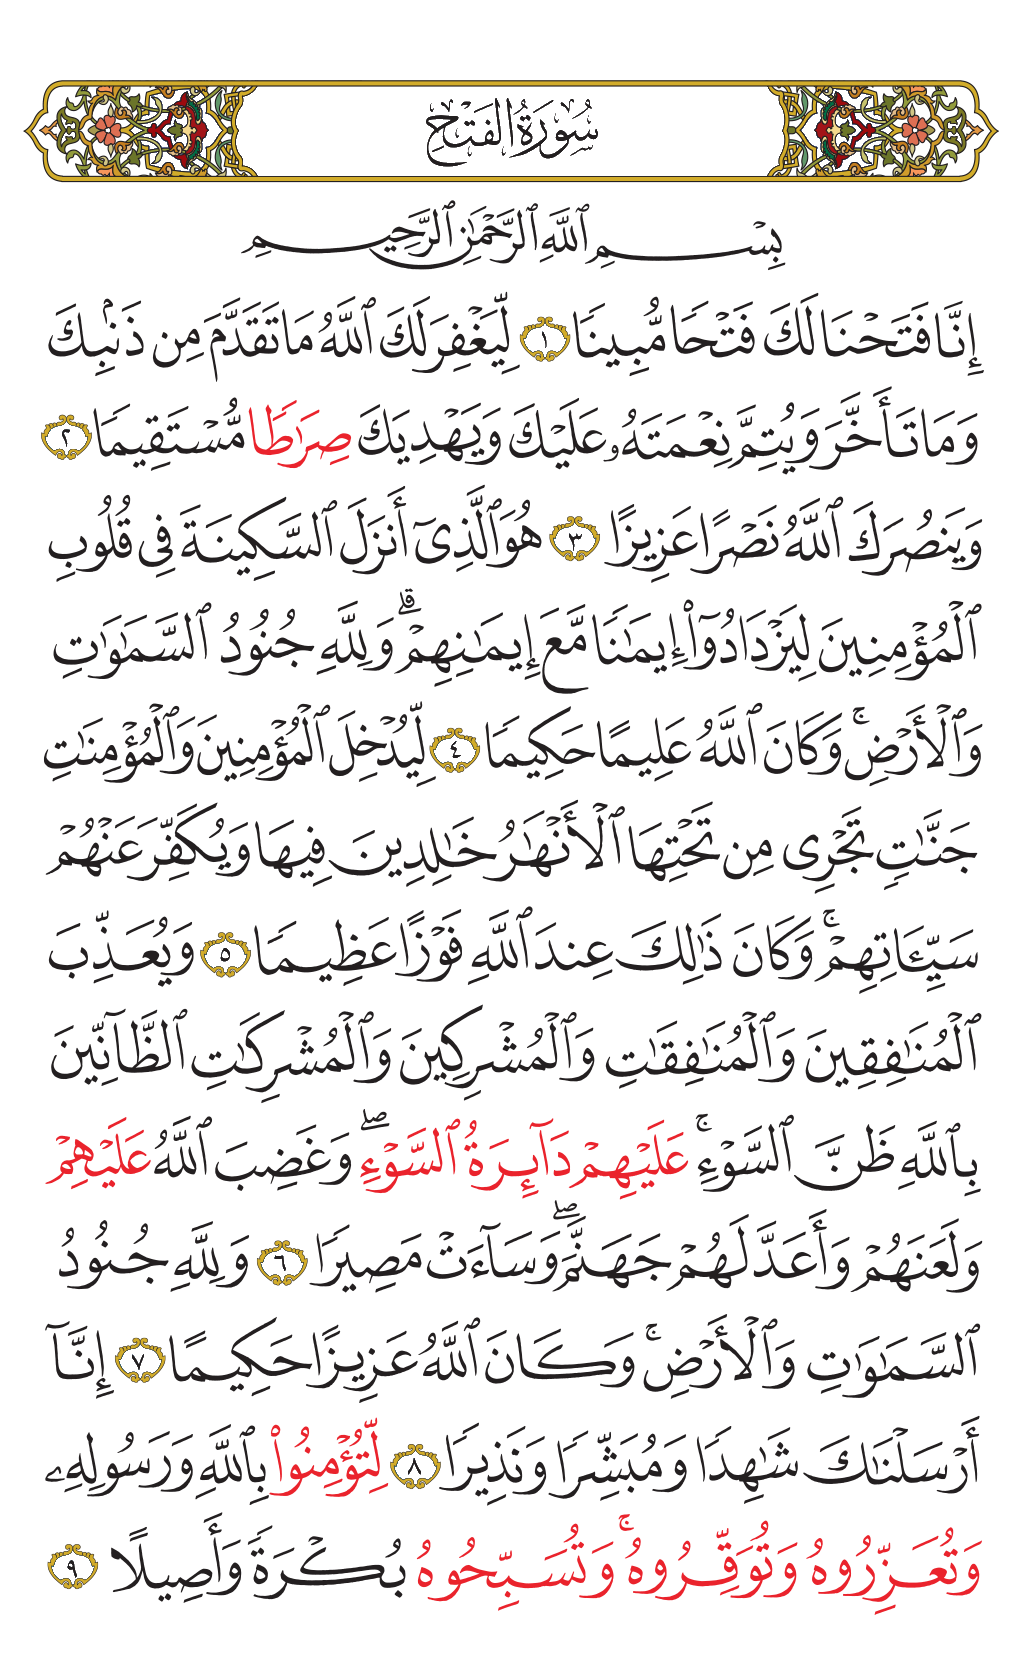 سُورَةُ الفَتْحِ
بِسْمِ ٱللَّهِ ٱلرَّحْمَٰنِ ٱلرَّحِيمِ
إِنَّا فَتَحْنَا لَكَ فَتْحًا مُّبِينًا ١ لِّيَغْفِرَ لَكَ ٱللَّهُ مَا تَقَدَّمَ مِن ذَنۢبِكَ
وَمَا تَأَخَّرَ وَيُتِمَّ نِعْمَتَهُۥ عَلَيْكَ وَيَهْدِيَكَ صِرَٰطًا مُّسْتَقِيمًا ٢
وَيَنصُرَكَ ٱللَّهُ نَصْرًا عَزِيزًا ٣ هُوَ ٱلَّذِىٓ أَنزَلَ ٱلسَّكِينَةَ فِى قُلُوبِ
ٱلْمُؤْمِنِينَ لِيَزْدَادُوٓا۟ إِيمَٰنًا مَّعَ إِيمَٰنِهِمْ ۗ وَلِلَّهِ جُنُودُ ٱلسَّمَٰوَٰتِ
وَٱلْأَرْضِ ۚ وَكَانَ ٱللَّهُ عَلِيمًا حَكِيمًا ٤ لِّيُدْخِلَ ٱلْمُؤْمِنِينَ وَٱلْمُؤْمِنَٰتِ
جَنَّٰتٍ تَجْرِى مِن تَحْتِهَا ٱلْأَنْهَٰرُ خَٰلِدِينَ فِيهَا وَيُكَفِّرَ عَنْهُمْ
سَيِّـَٔاتِهِمْ ۚ وَكَانَ ذَٰلِكَ عِندَ ٱللَّهِ فَوْزًا عَظِيمًا ٥ وَيُعَذِّبَ
ٱلْمُنَٰفِقِينَ وَٱلْمُنَٰفِقَٰتِ وَٱلْمُشْرِكِينَ وَٱلْمُشْرِكَٰتِ ٱلظَّآنِّينَ
بِٱللَّهِ ظَنَّ ٱلسَّوْءِ ۚ عَلَيْهِمْ دَآئِرَةُ ٱلسَّوْءِ ۖ وَغَضِبَ ٱللَّهُ عَلَيْهِمْ
وَلَعَنَهُمْ وَأَعَدَّ لَهُمْ جَهَنَّمَ ۖ وَسَآءَتْ مَصِيرًا ٦ وَلِلَّهِ جُنُودُ
ٱلسَّمَٰوَٰتِ وَٱلْأَرْضِ ۚ وَكَانَ ٱللَّهُ عَزِيزًا حَكِيمًا ٧ إِنَّآ
أَرْسَلْنَٰكَ شَٰهِدًا وَمُبَشِّرًا وَنَذِيرًا ٨ لِّتُؤْمِنُوا۟ بِٱللَّهِ وَرَسُولِهِۦ
وَتُعَزِّرُوهُ وَتُوَقِّرُوهُ ۚ وَتُسَبِّحُوهُ بُكْرَةً وَأَصِيلًا ٩